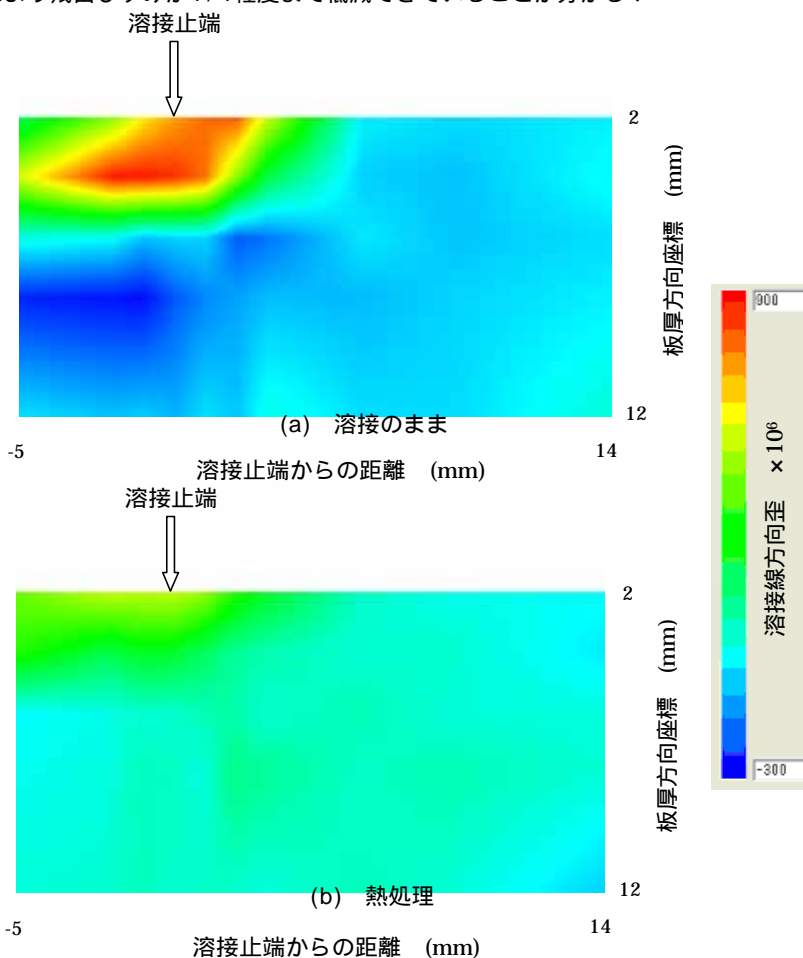 溶接止端
2
板厚方向座標 (mm)
12
(a) 溶接のまま
-5
14
溶接止端からの距離 (mm)
溶接止端
2
板厚方向座標 (mm)
12
(b) 熱処理
-5
14
溶接止端からの距離 (mm)
900
溶接線方向歪 ×10⁶
-300